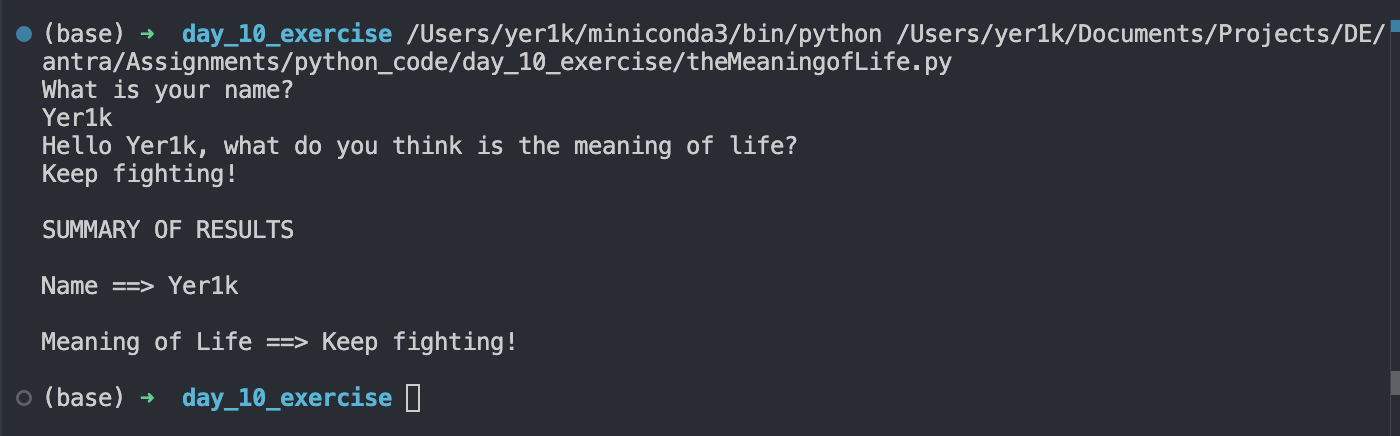 (base) ➜ day_10_exercise /Users/yer1k/miniconda3/bin/python /Users/yer1k/Documents/Projects/DE/
antra/Assignments/python_code/day_10_exercise/theMeaningofLife.py
What is your name?
Yer1k
Hello Yer1k, what do you think is the meaning of life?
Keep fighting!
SUMMARY OF RESULTS
Name ==> Yer1k
Meaning of Life ==> Keep fighting!
(base) ➜ day_10_exercise